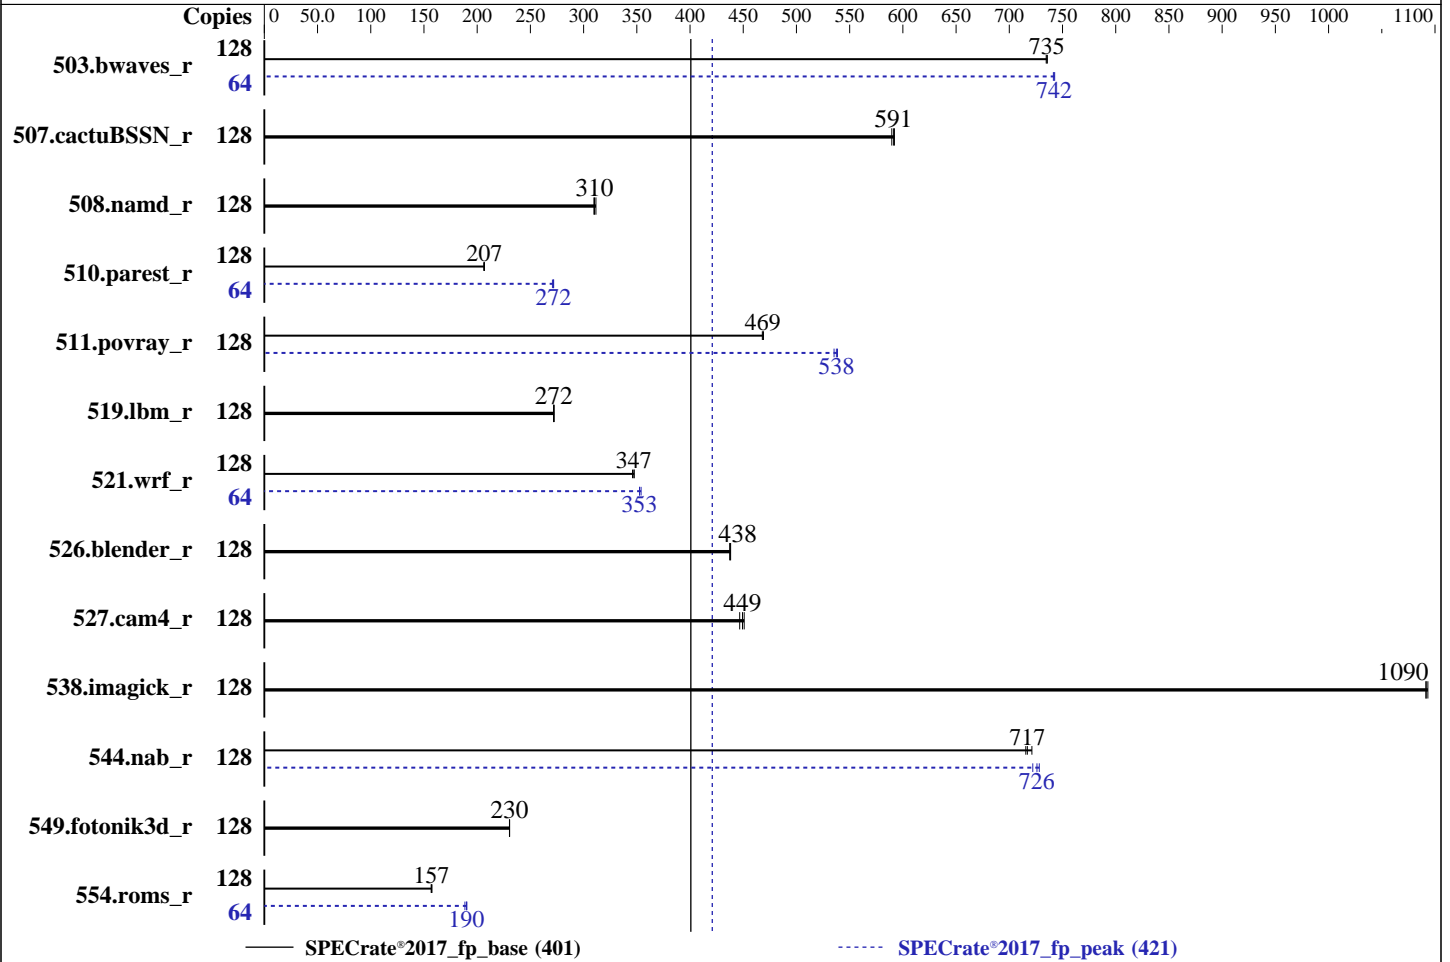 Copies 0 50.0 100 150 200 250 300 350 400 450 500 550 600 650 700 750 800 850 900 950 1000 1100
503.bwaves_r 128 735
64 742
507.cactuBSSN_r 128 591
508.namd_r 128 310
510.parest_r 128 207
64 272
511.povray_r 128 469
538
519.lbm_r 128 272
521.wrf_r 128 347
64 353
526.blender_r 128 438
527.cam4_r 128 449
538.imagick_r 128 1090
544.nab_r 128 717
726
549.fotonik3d_r 128 230
554.roms_r 128 157
64 190
SPECrate®2017_fp_base (401) SPECrate®2017_fp_peak (421)